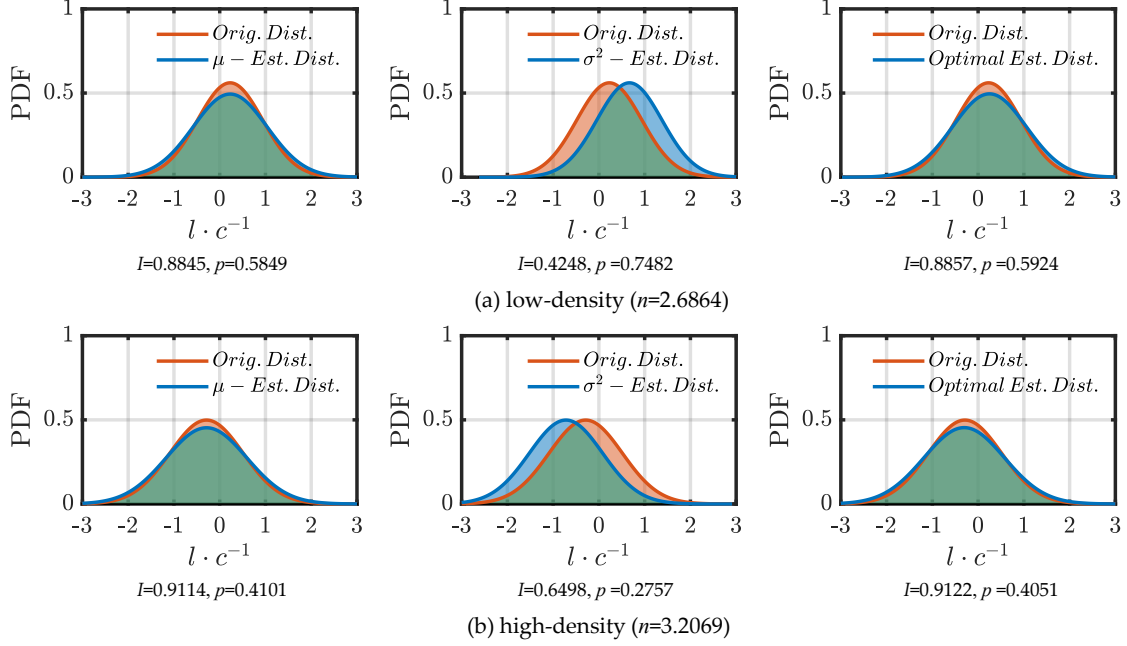 1
Orig. Dist.
μ − Est. Dist.
PDF
0.5
0
-3 -2 -1 0 1 2 3
l · c⁻¹
I=0.8845, p=0.5849
1
Orig. Dist.
σ² − Est. Dist.
PDF
0.5
0
-3 -2 -1 0 1 2 3
l · c⁻¹
I=0.4248, p =0.7482
1
Orig. Dist.
Optimal Est. Dist.
PDF
0.5
0
-3 -2 -1 0 1 2 3
l · c⁻¹
I=0.8857, p =0.5924
(a) low-density (n=2.6864)
1
Orig. Dist.
μ − Est. Dist.
PDF
0.5
0
-3 -2 -1 0 1 2 3
l · c⁻¹
I=0.9114, p=0.4101
1
Orig. Dist.
σ² − Est. Dist.
PDF
0.5
0
-3 -2 -1 0 1 2 3
l · c⁻¹
I=0.6498, p =0.2757
1
Orig. Dist.
Optimal Est. Dist.
PDF
0.5
0
-3 -2 -1 0 1 2 3
l · c⁻¹
I=0.9122, p =0.4051
(b) high-density (n=3.2069)